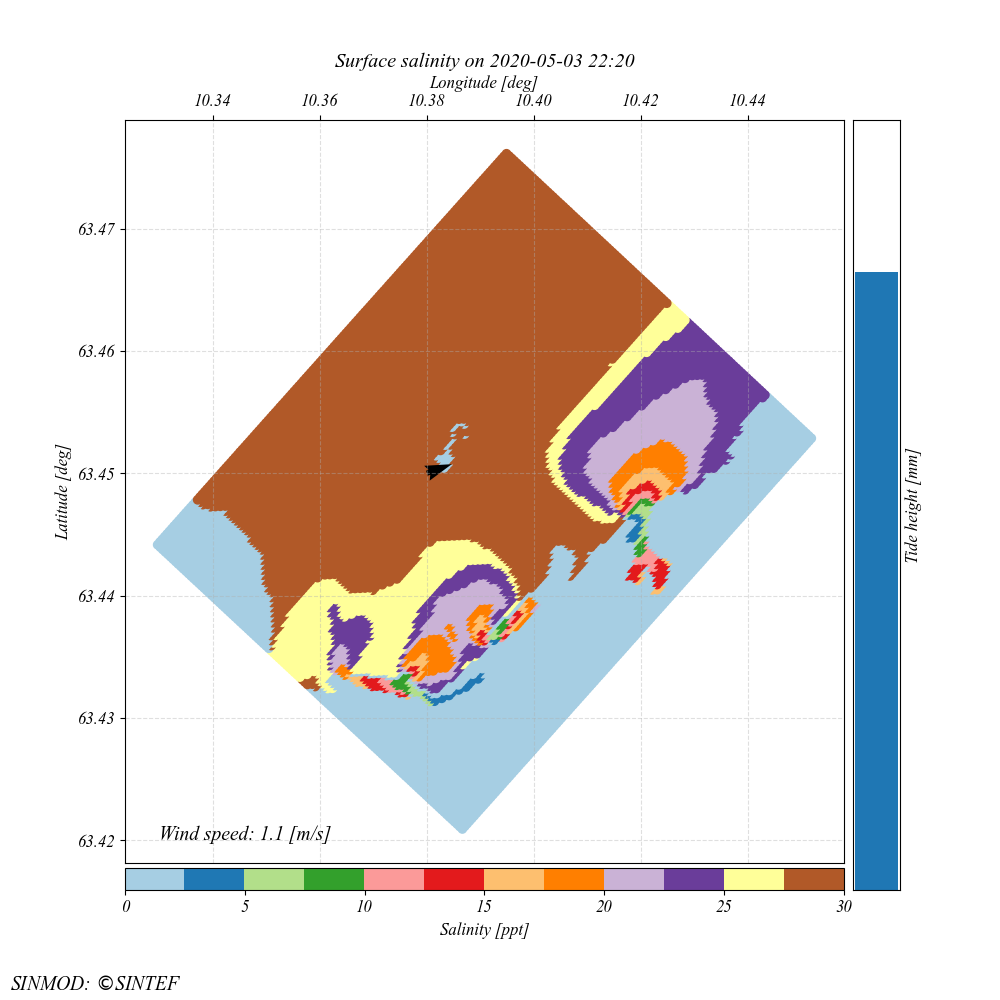 Surface salinity on 2020-05-03 22:20
Longitude [deg]
10.34 10.36 10.38 10.40 10.42 10.44
63.47
63.46
63.45
63.44
63.43
63.42
Latitude [deg]
Tide height [mm]
Wind speed: 1.1 [m/s]
0 5 10 15 20 25 30
Salinity [ppt]
SINMOD: ©SINTEF